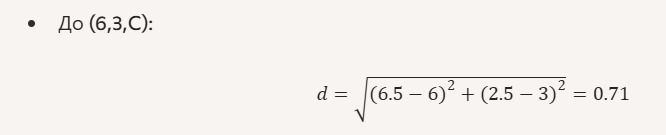 • До (6,3,C):
d = √((6.5 − 6)² + (2.5 − 3)²) = 0.71